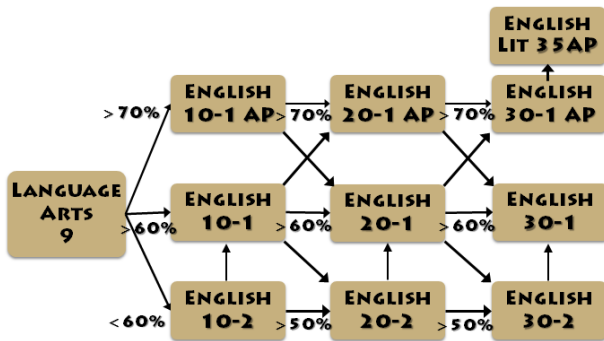 English
Lit 35AP
English
10-1 AP
English
20-1 AP
English
30-1 AP
>70%
>70%
>70%
Language
Arts
9
English
10-1
English
20-1
English
30-1
>60%
>60%
>60%
English
10-2
English
20-2
English
30-2
<60%
>50%
>50%